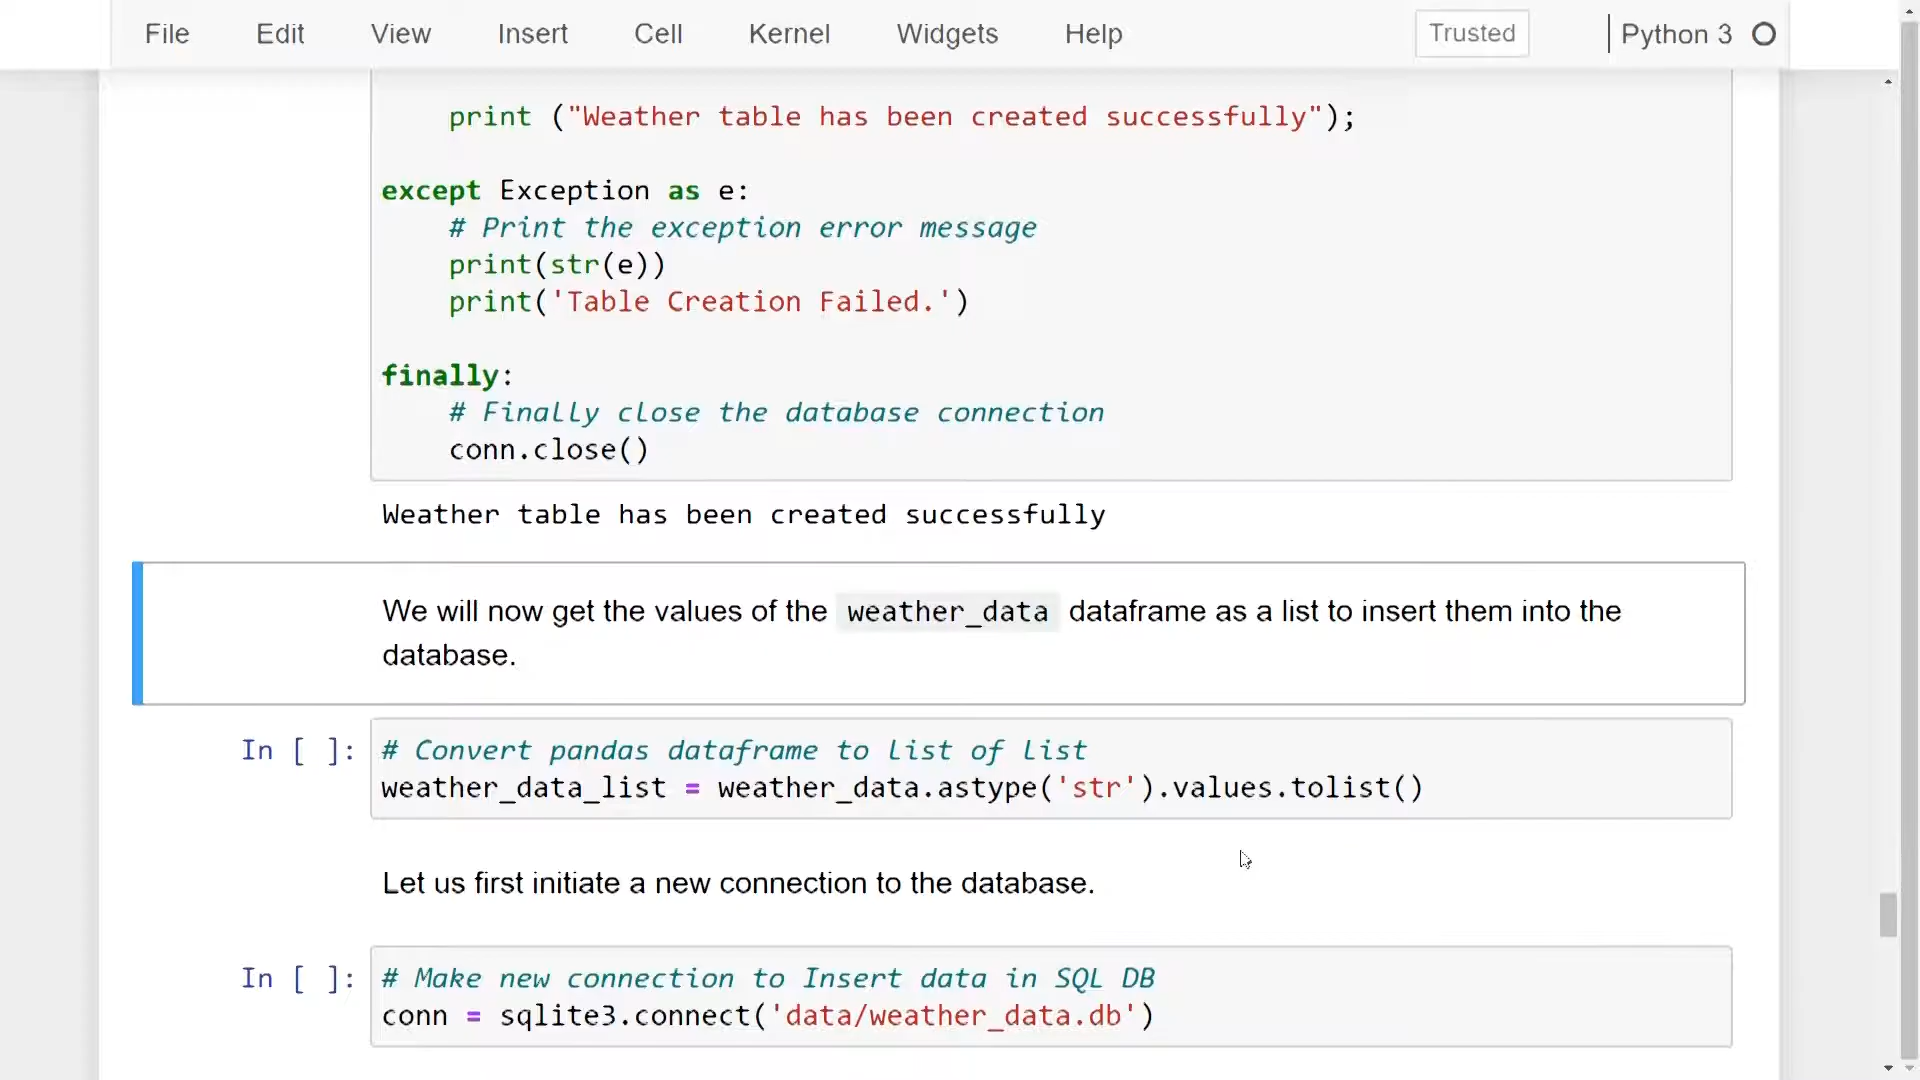 File Edit View Insert Cell Kernel Widgets Help Trusted Python 3
print ("Weather table has been created successfully");
except Exception as e:
# Print the exception error message
print(str(e))
print('Table Creation Failed.')
finally:
# Finally close the database connection
conn.close()
Weather table has been created successfully
We will now get the values of the weather_data dataframe as a list to insert them into the
database.
In [ ]: # Convert pandas dataframe to list of list
weather_data_list = weather_data.astype('str').values.tolist()
Let us first initiate a new connection to the database.
In [ ]: # Make new connection to Insert data in SQL DB
conn = sqlite3.connect('data/weather_data.db')